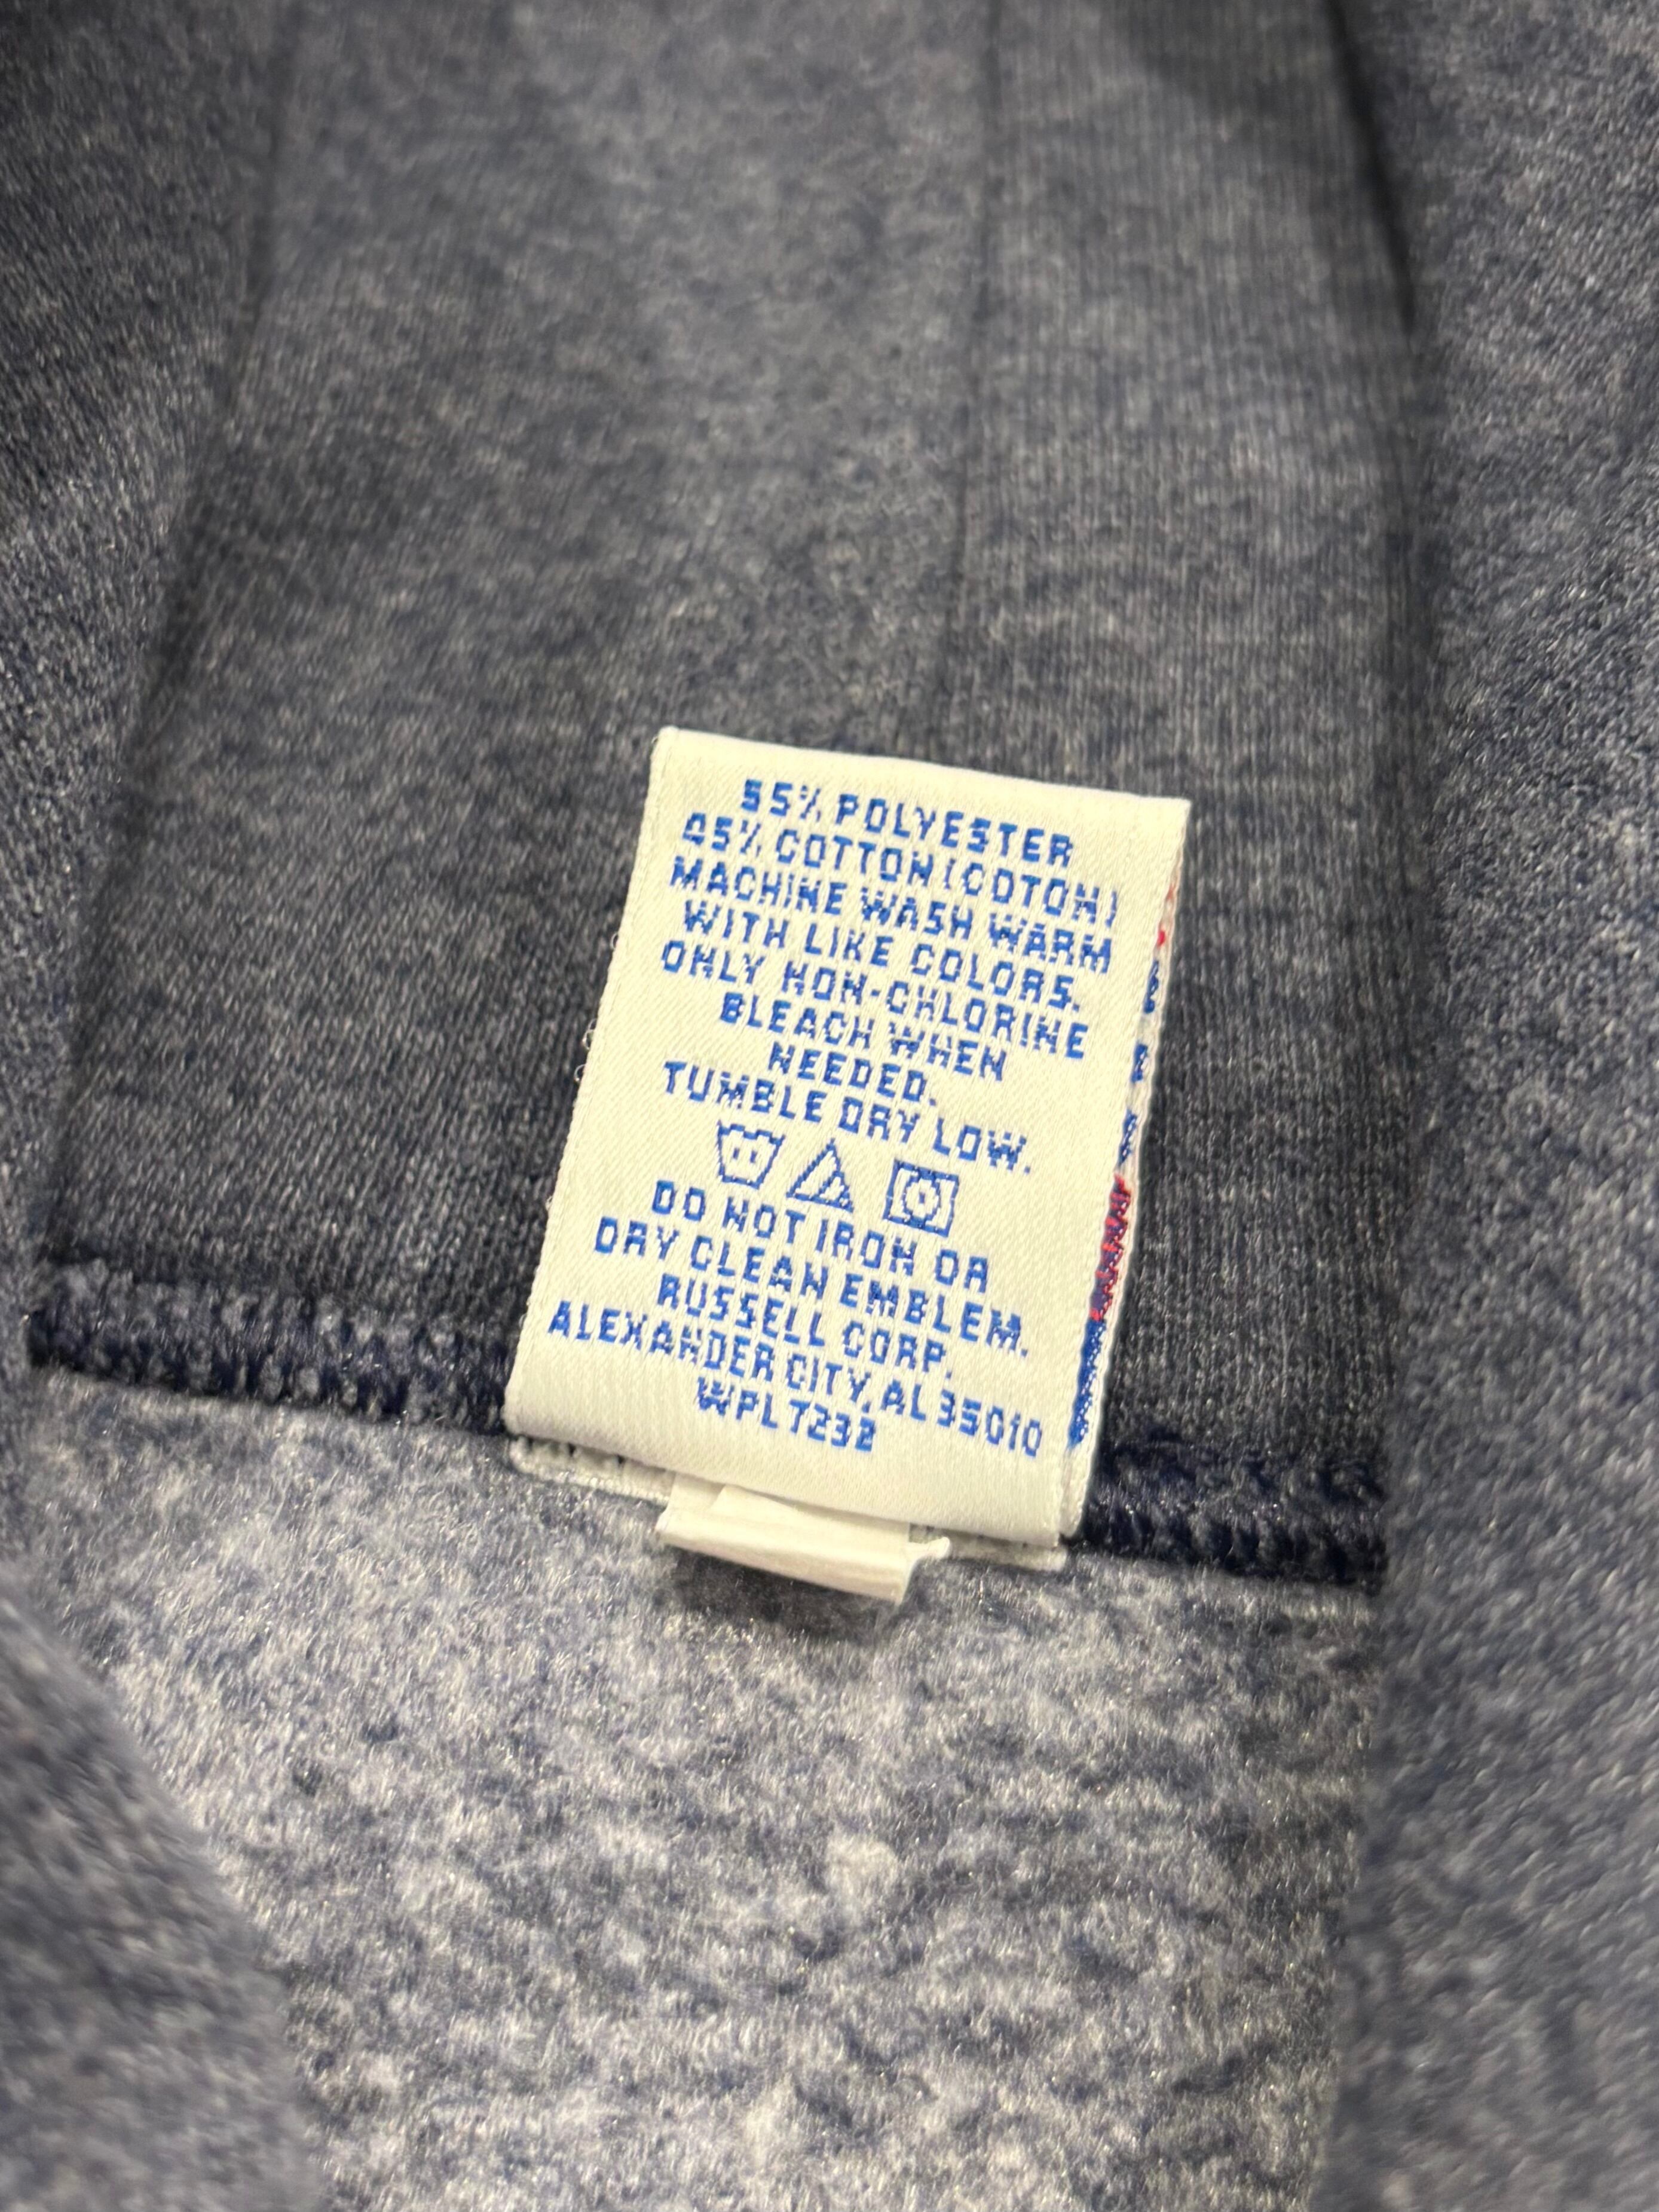 55% POLYESTER
45% COTTON (COTON)
MACHINE WASH WARM
WITH LIKE COLORS.
ONLY NON-CHLORINE
BLEACH WHEN
NEEDED.
TUMBLE DRY LOW.
DO NOT IRON OR
DRY CLEAN EMBLEM.
RUSSELL CORP.
ALEXANDER CITY, AL 35010
WPL 7232